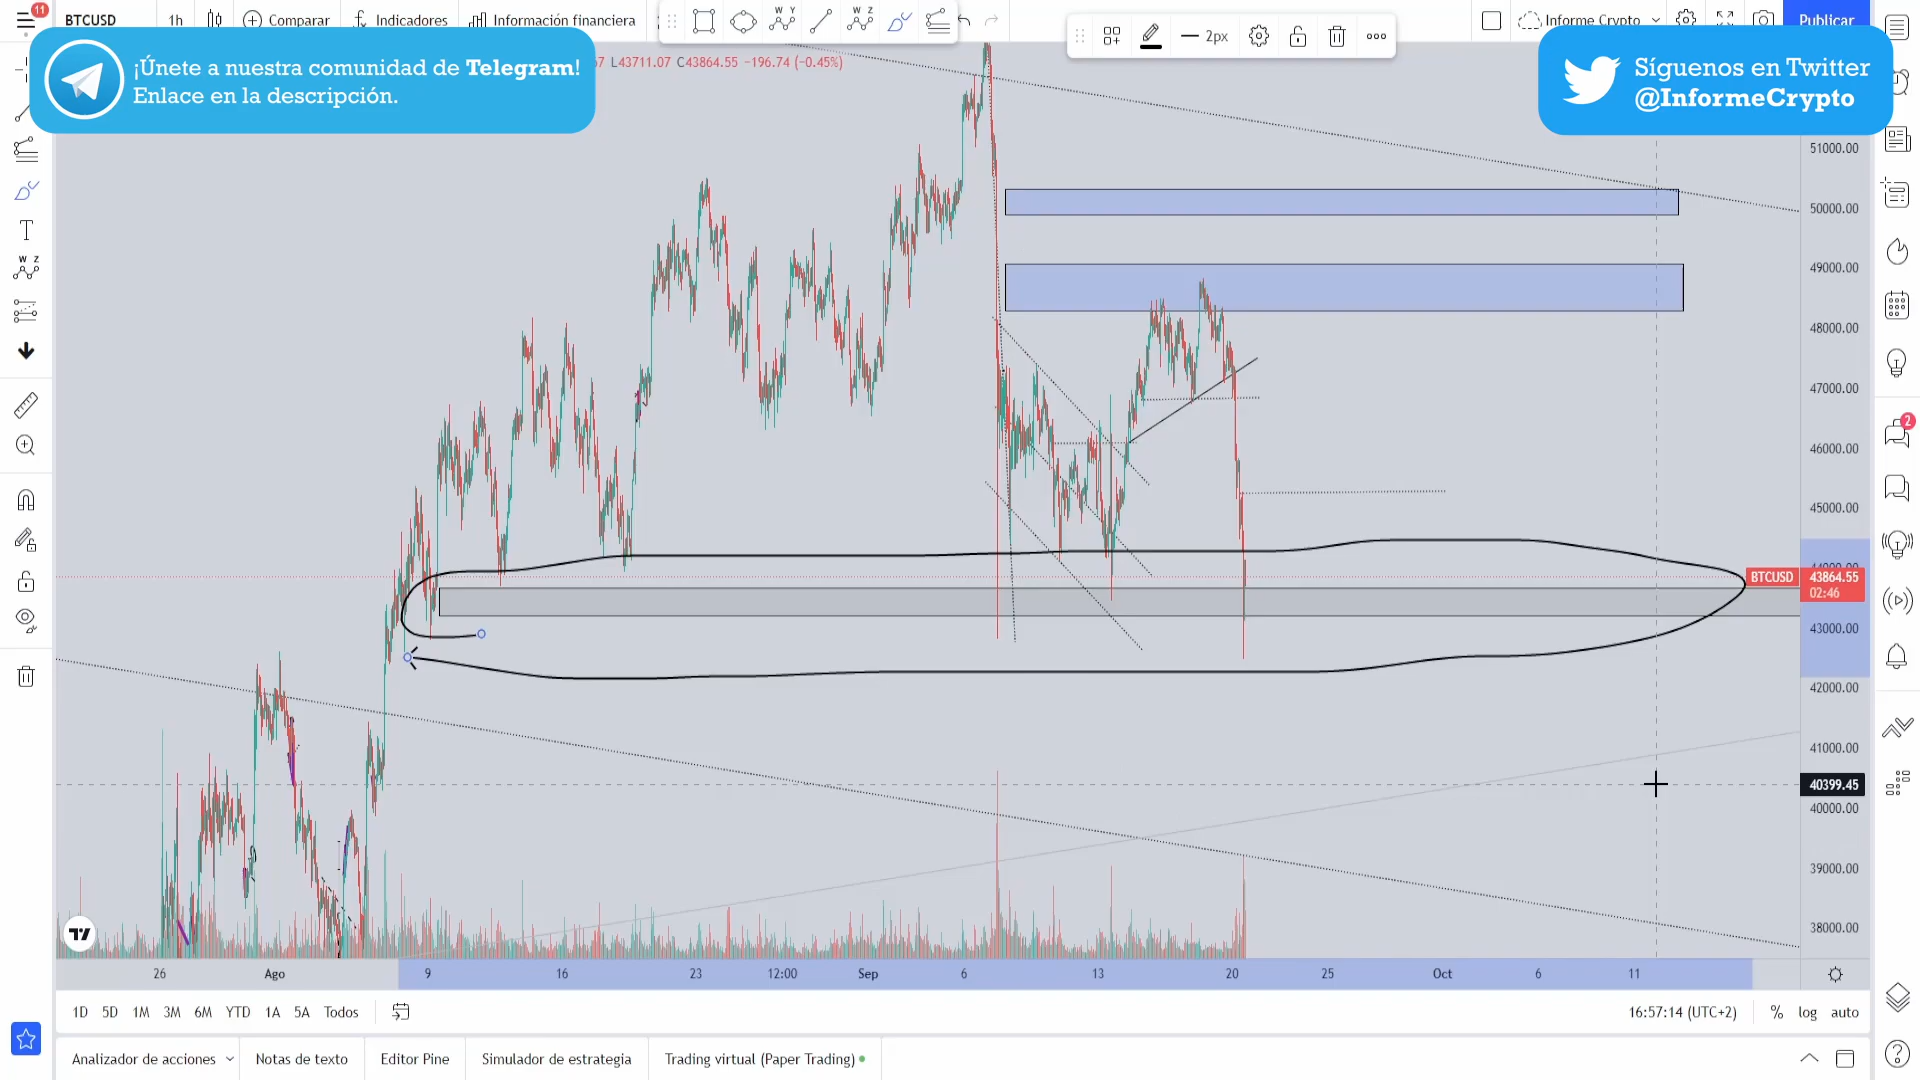 11
BTCUSD
1h
Comparar
Indicadores
Información financiera
W Y
W Z
2px
Informe Crypto
Publicar
¡Únete a nuestra comunidad de Telegram!
Enlace en la descripción.
67 L43711.07 C43864.55 −196.74 (−0.45%)
Síguenos en Twitter
@InformeCrypto
51000.00
50000.00
49000.00
48000.00
47000.00
46000.00
45000.00
44000.00
BTCUSD 43864.55
02:46
43000.00
42000.00
41000.00
40399.45
40000.00
39000.00
38000.00
W Z
2
26 Ago 9 16 23 12:00 Sep 6 13 20 25 Oct 6 11
1D 5D 1M 3M 6M YTD 1A 5A Todos
16:57:14 (UTC+2) % log auto
Analizador de acciones
Notas de texto
Editor Pine
Simulador de estrategia
Trading virtual (Paper Trading)